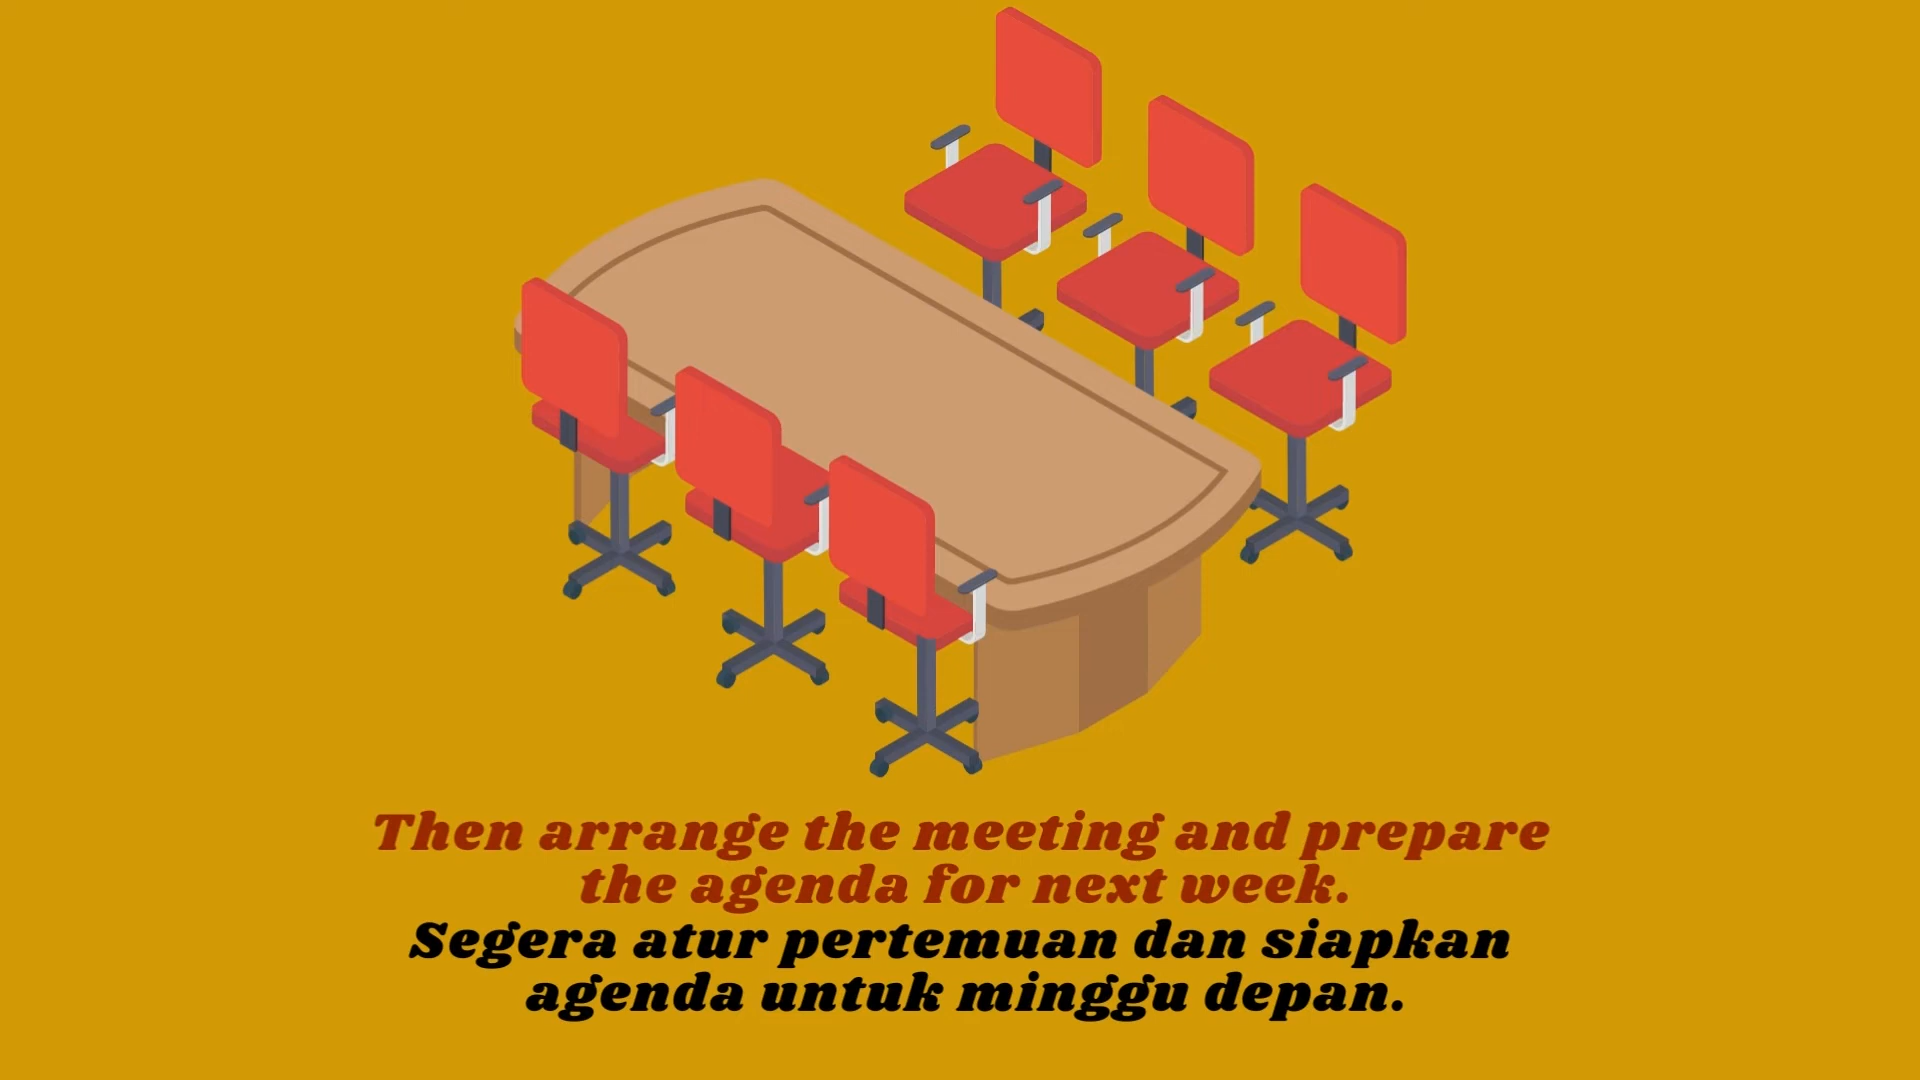 Then arrange the meeting and prepare
the agenda for next week.
Segera atur pertemuan dan siapkan
agenda untuk minggu depan.